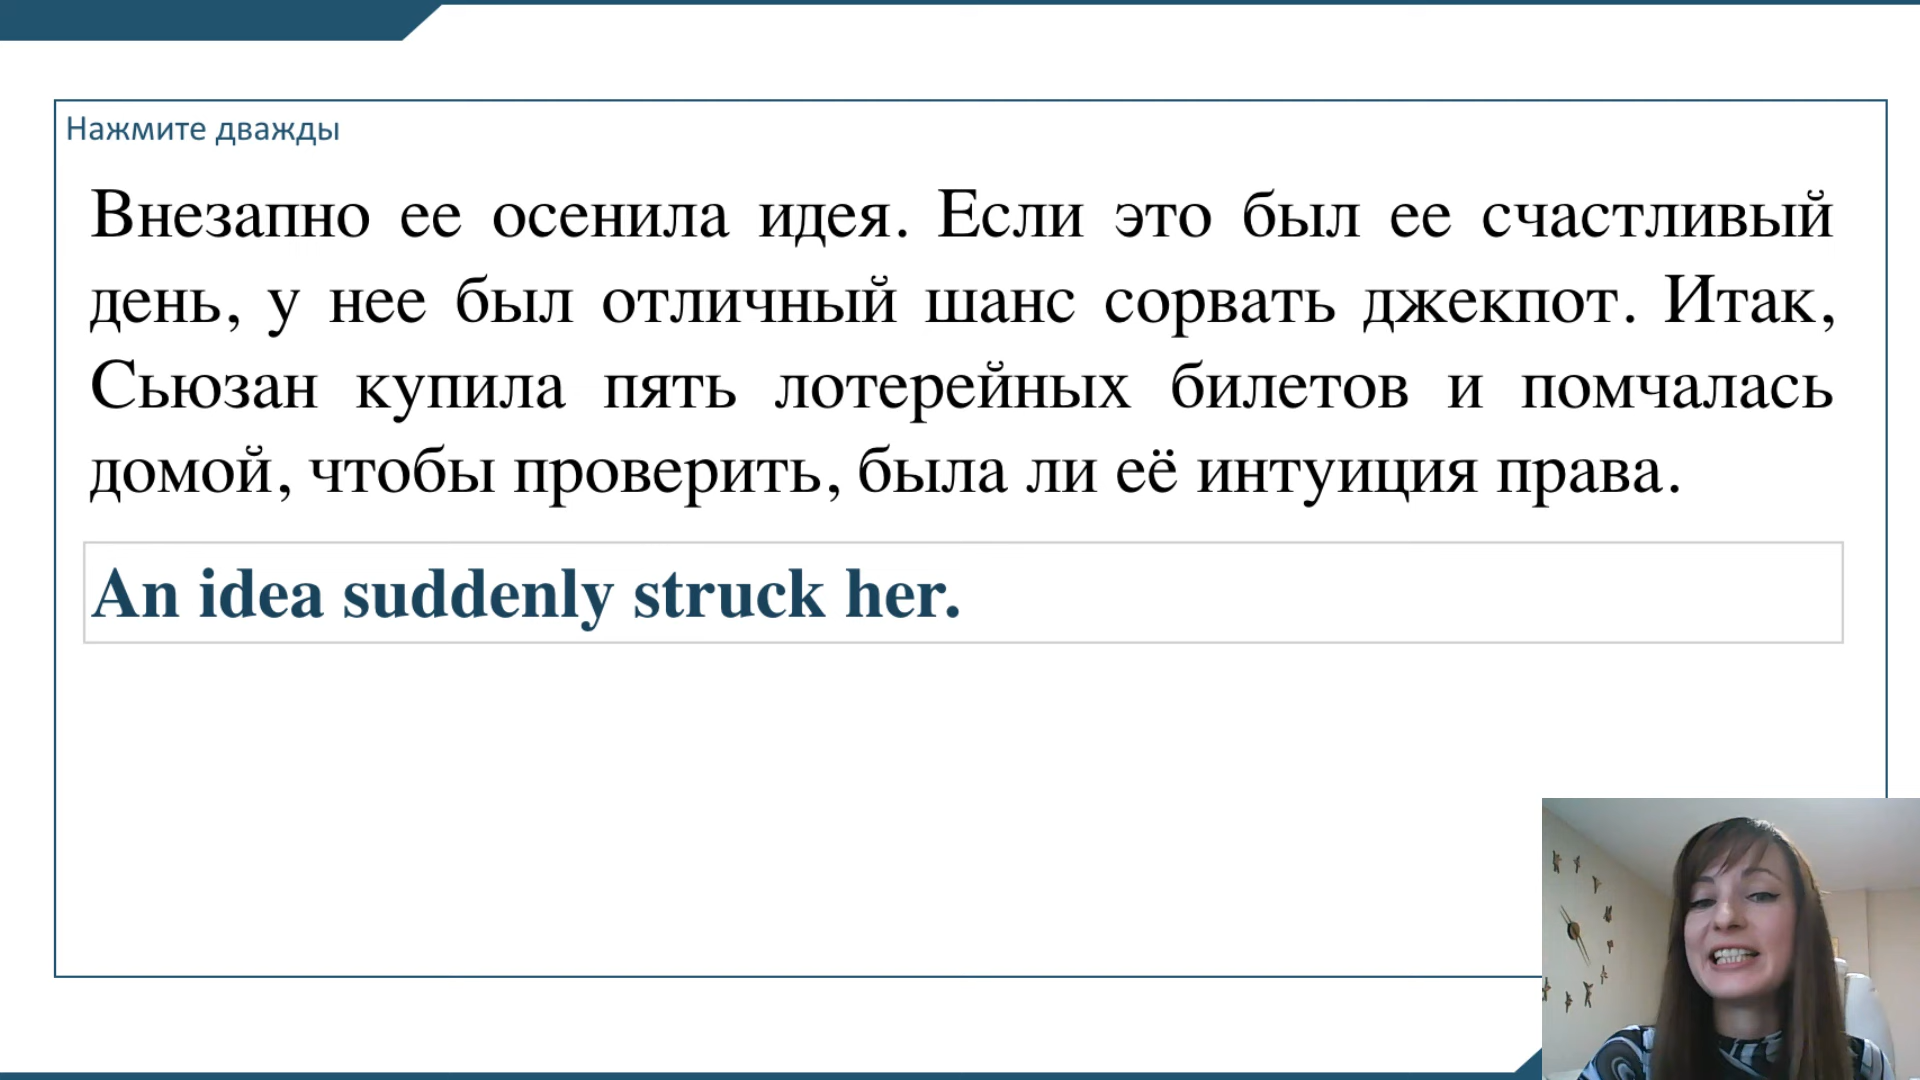 Нажмите дважды
Внезапно ее осенила идея. Если это был ее счастливый
день, у нее был отличный шанс сорвать джекпот. Итак,
Сьюзан купила пять лотерейных билетов и помчалась
домой, чтобы проверить, была ли её интуиция права.
An idea suddenly struck her.